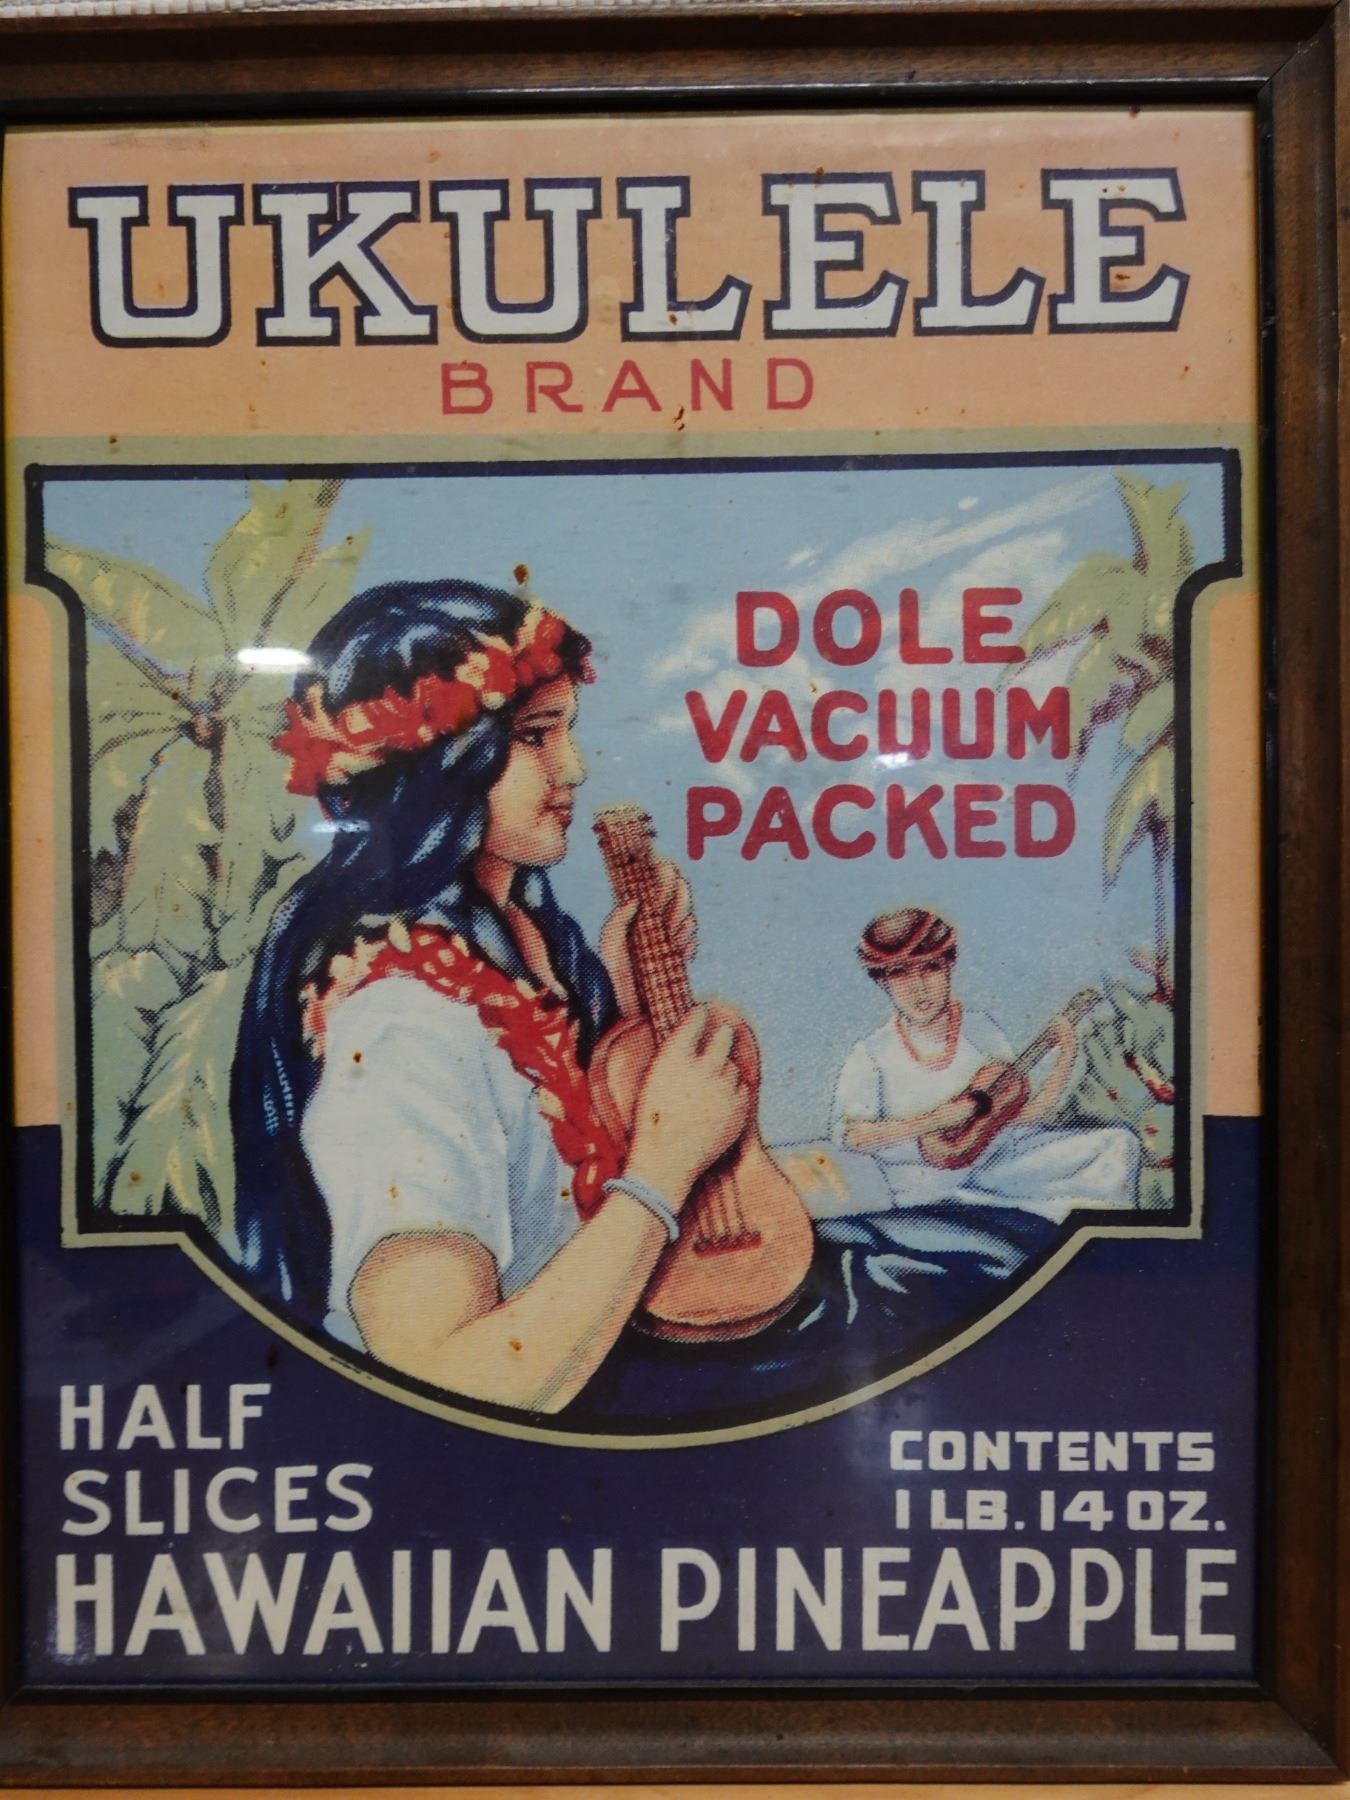 UKULELE
BRAND
DOLE
VACUUM
PACKED
HALF
SLICES
CONTENTS
1 LB. 14 OZ.
HAWAIIAN PINEAPPLE